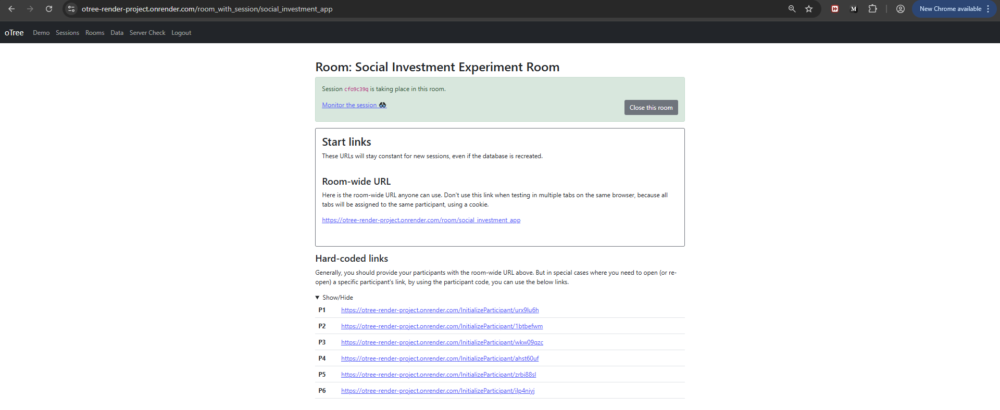 otree-render-project.onrender.com/room_with_session/social_investment_app
M
New Chrome available
oTree Demo Sessions Rooms Data Server Check Logout
Room: Social Investment Experiment Room
Session cfo9c39q is taking place in this room.
Monitor the session
Close this room
Start links
These URLs will stay constant for new sessions, even if the database is recreated.
Room-wide URL
Here is the room-wide URL anyone can use. Don't use this link when testing in multiple tabs on the same browser, because all
tabs will be assigned to the same participant, using a cookie.
https://otree-render-project.onrender.com/room/social_investment_app
Hard-coded links
Generally, you should provide your participants with the room-wide URL above. But in special cases where you need to open (or re-
open) a specific participant's link, by using the participant code, you can use the below links.
▼ Show/Hide
P1 https://otree-render-project.onrender.com/InitializeParticipant/urx9lu6h
P2 https://otree-render-project.onrender.com/InitializeParticipant/1btbefwm
P3 https://otree-render-project.onrender.com/InitializeParticipant/wkw09qzc
P4 https://otree-render-project.onrender.com/InitializeParticipant/ahst60uf
P5 https://otree-render-project.onrender.com/InitializeParticipant/zrbi88sl
P6 https://otree-render-project.onrender.com/InitializeParticipant/ilp4niyj